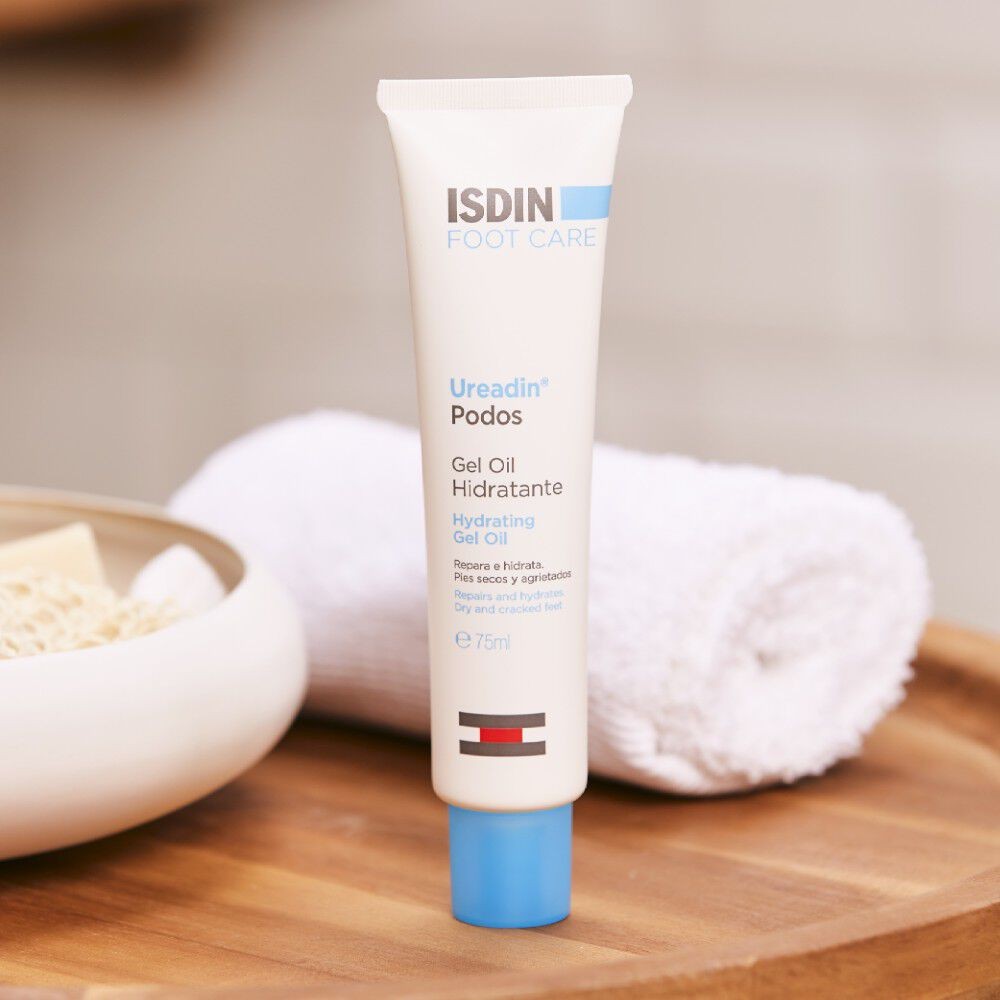 ISDIN
FOOT CARE
Ureadin®
Podos
Gel Oil
Hidratante
Hydrating
Gel Oil
Repara e hidrata.
Pies secos y agrietados
Repairs and hydrates.
Dry and cracked feet
℮ 75ml